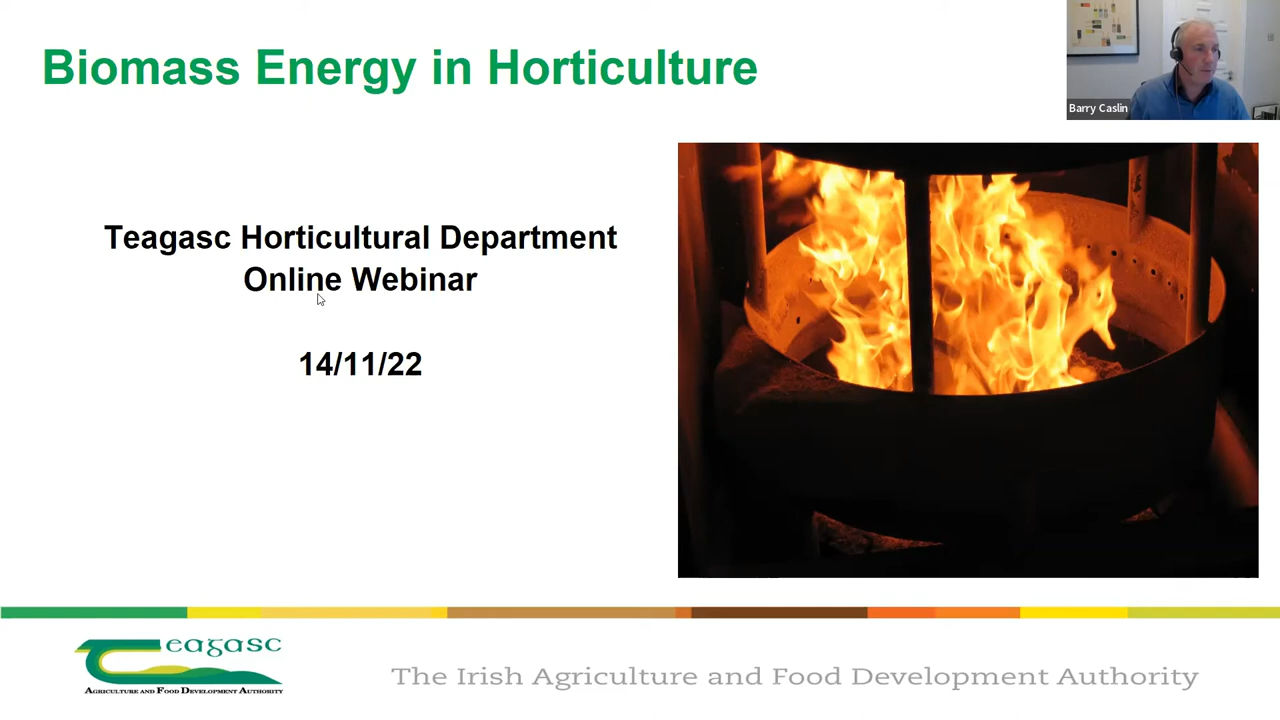 Biomass Energy in Horticulture
Barry Caslin
Teagasc Horticultural Department
Online Webinar
14/11/22
Teagasc
AGRICULTURE AND FOOD DEVELOPMENT AUTHORITY
The Irish Agriculture and Food Development Authority